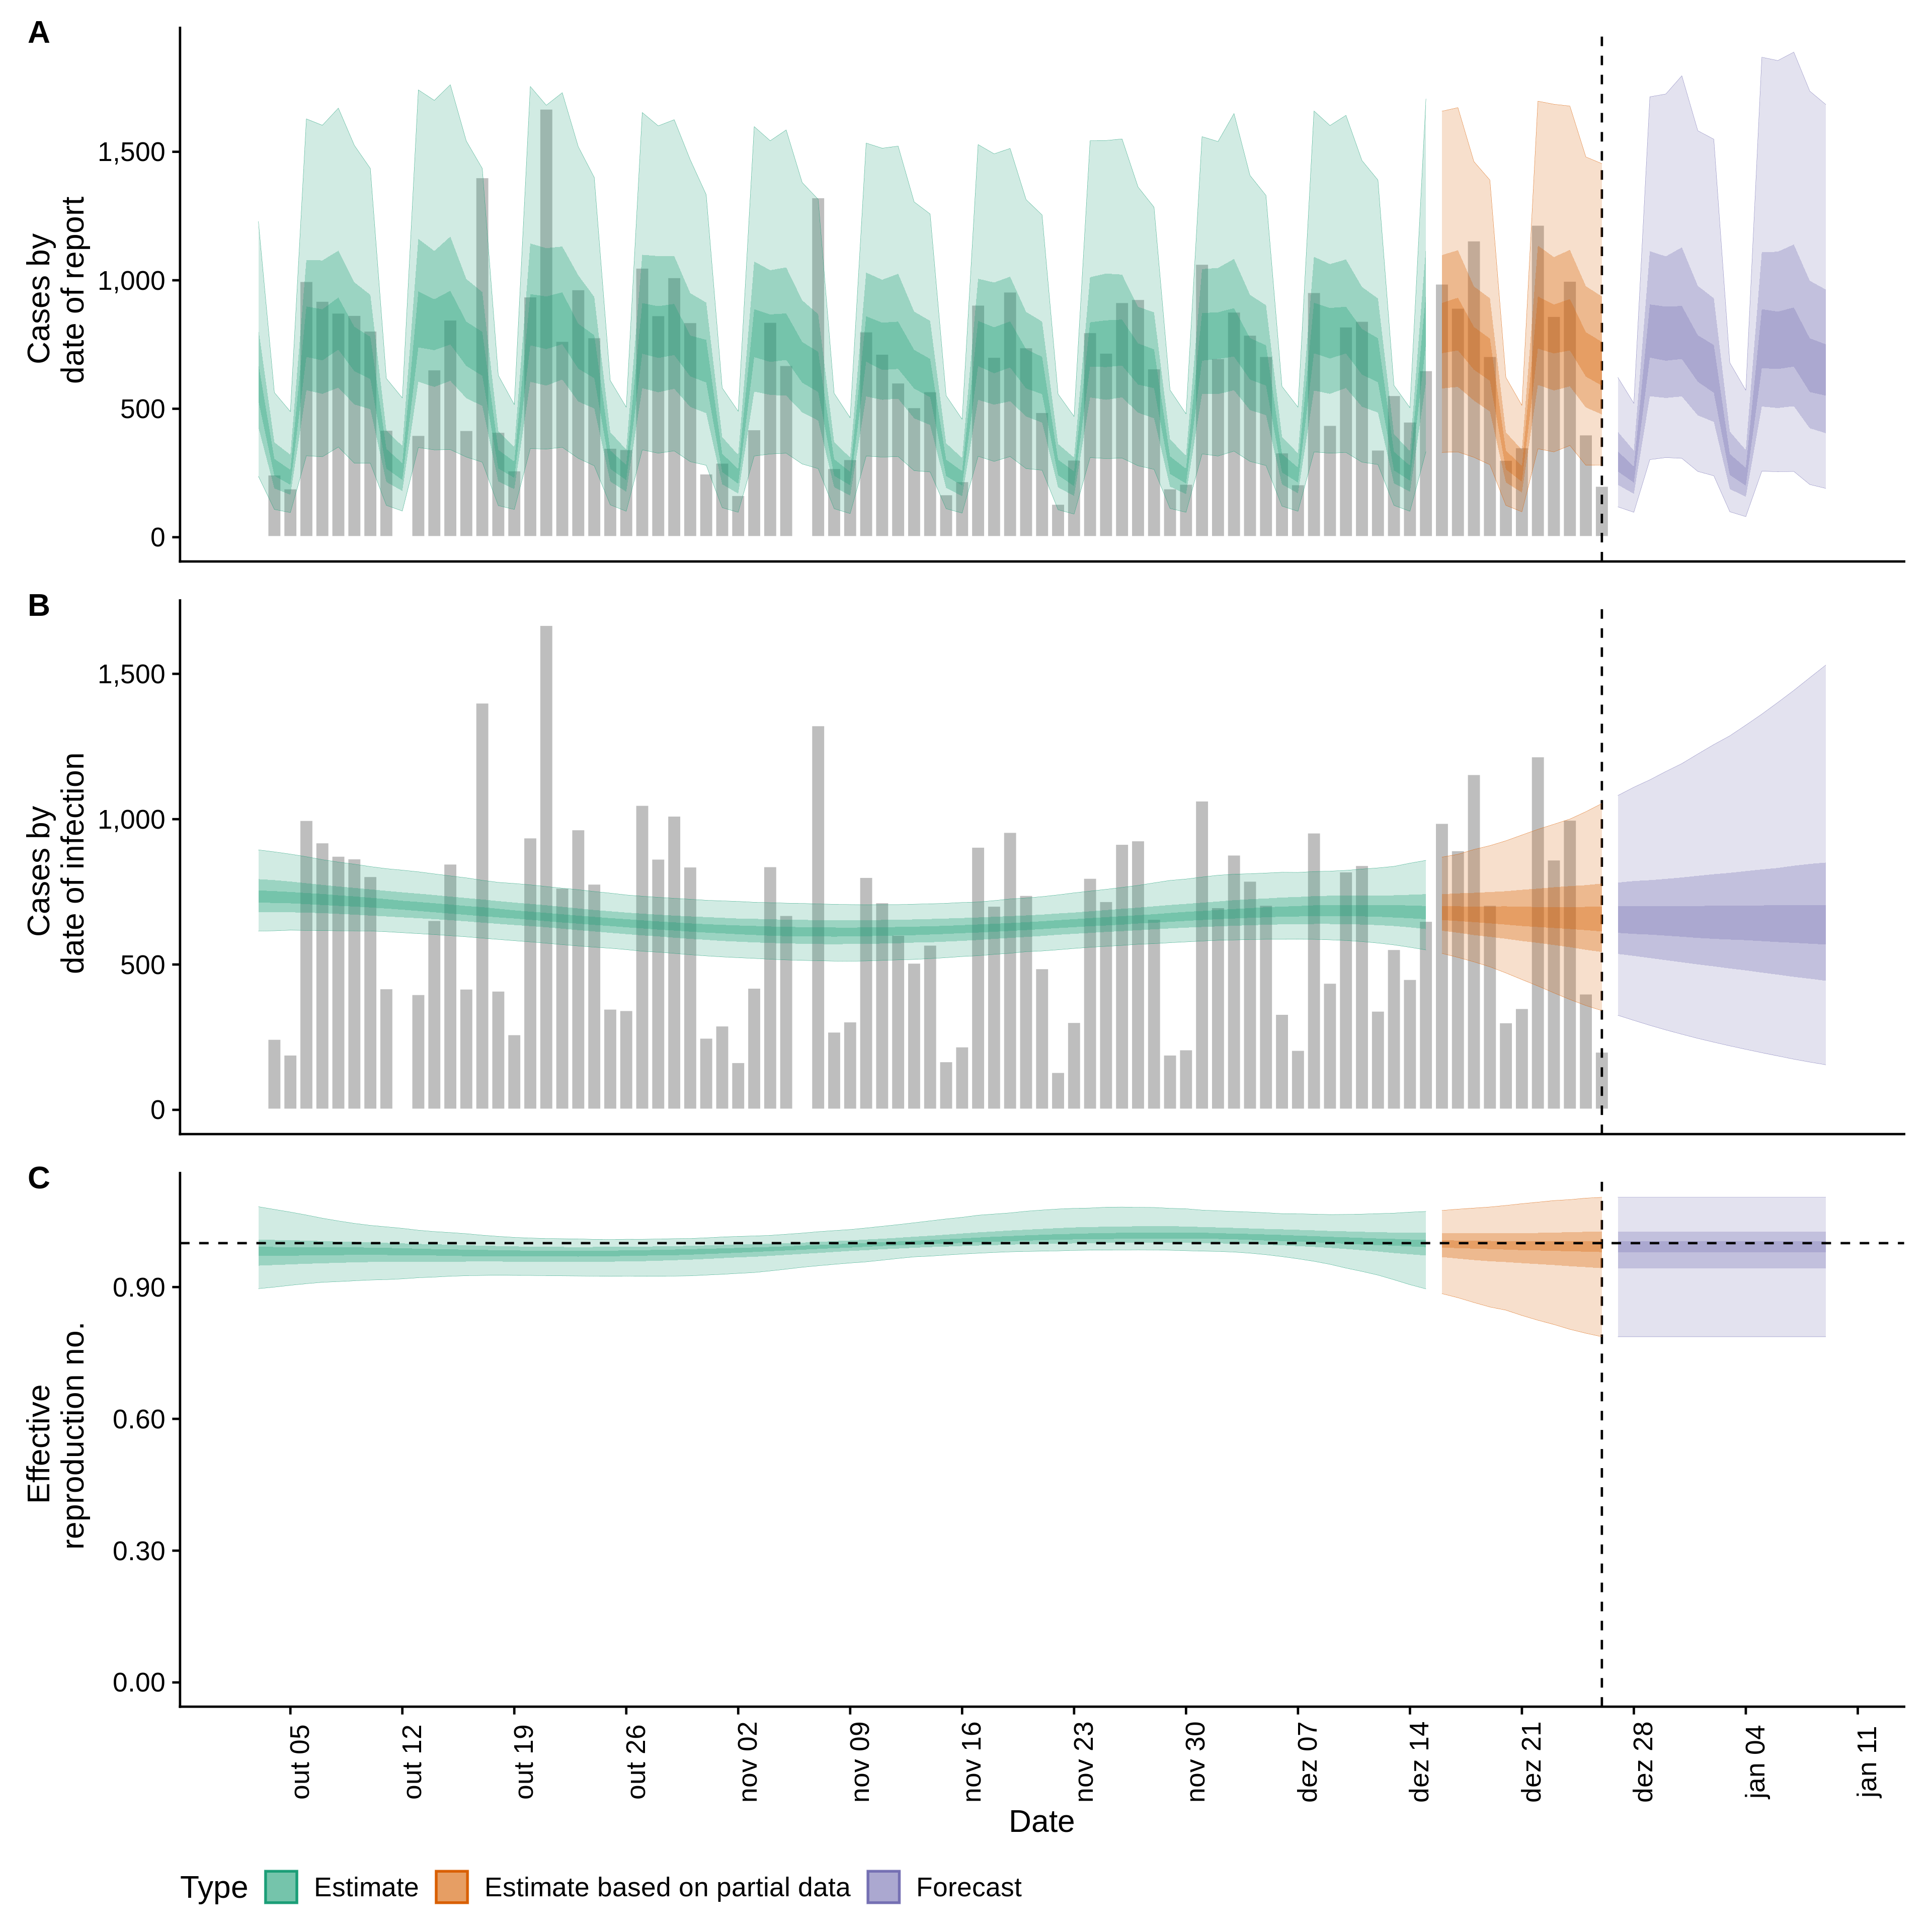 A
Cases by
date of report
1,500
1,000
500
0
B
Cases by
date of infection
1,500
1,000
500
0
C
Effective
reproduction no.
0.90
0.60
0.30
0.00
out 05
out 12
out 19
out 26
nov 02
nov 09
nov 16
nov 23
nov 30
dez 07
dez 14
dez 21
dez 28
jan 04
jan 11
Date
Type
Estimate
Estimate based on partial data
Forecast